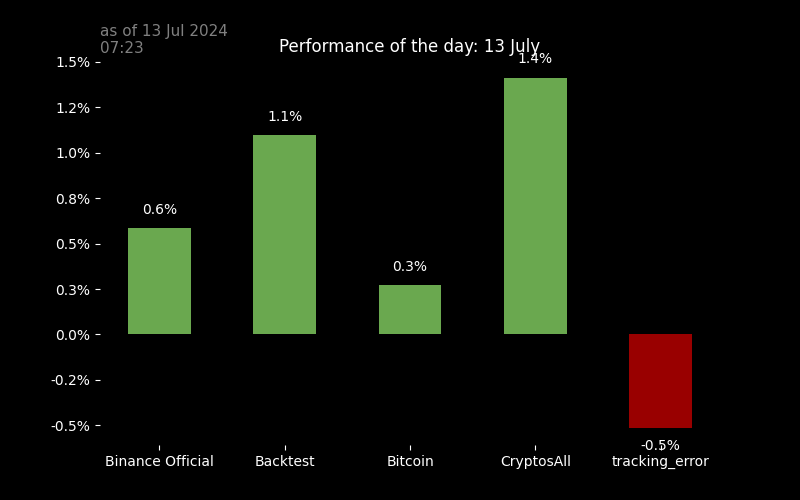 as of 13 Jul 2024
07:23
Performance of the day: 13 July
1.5%
1.2%
1.0%
0.8%
0.5%
0.3%
0.0%
-0.2%
-0.5%
0.6%
1.1%
0.3%
1.4%
-0.5%
Binance Official
Backtest
Bitcoin
CryptosAll
tracking_error